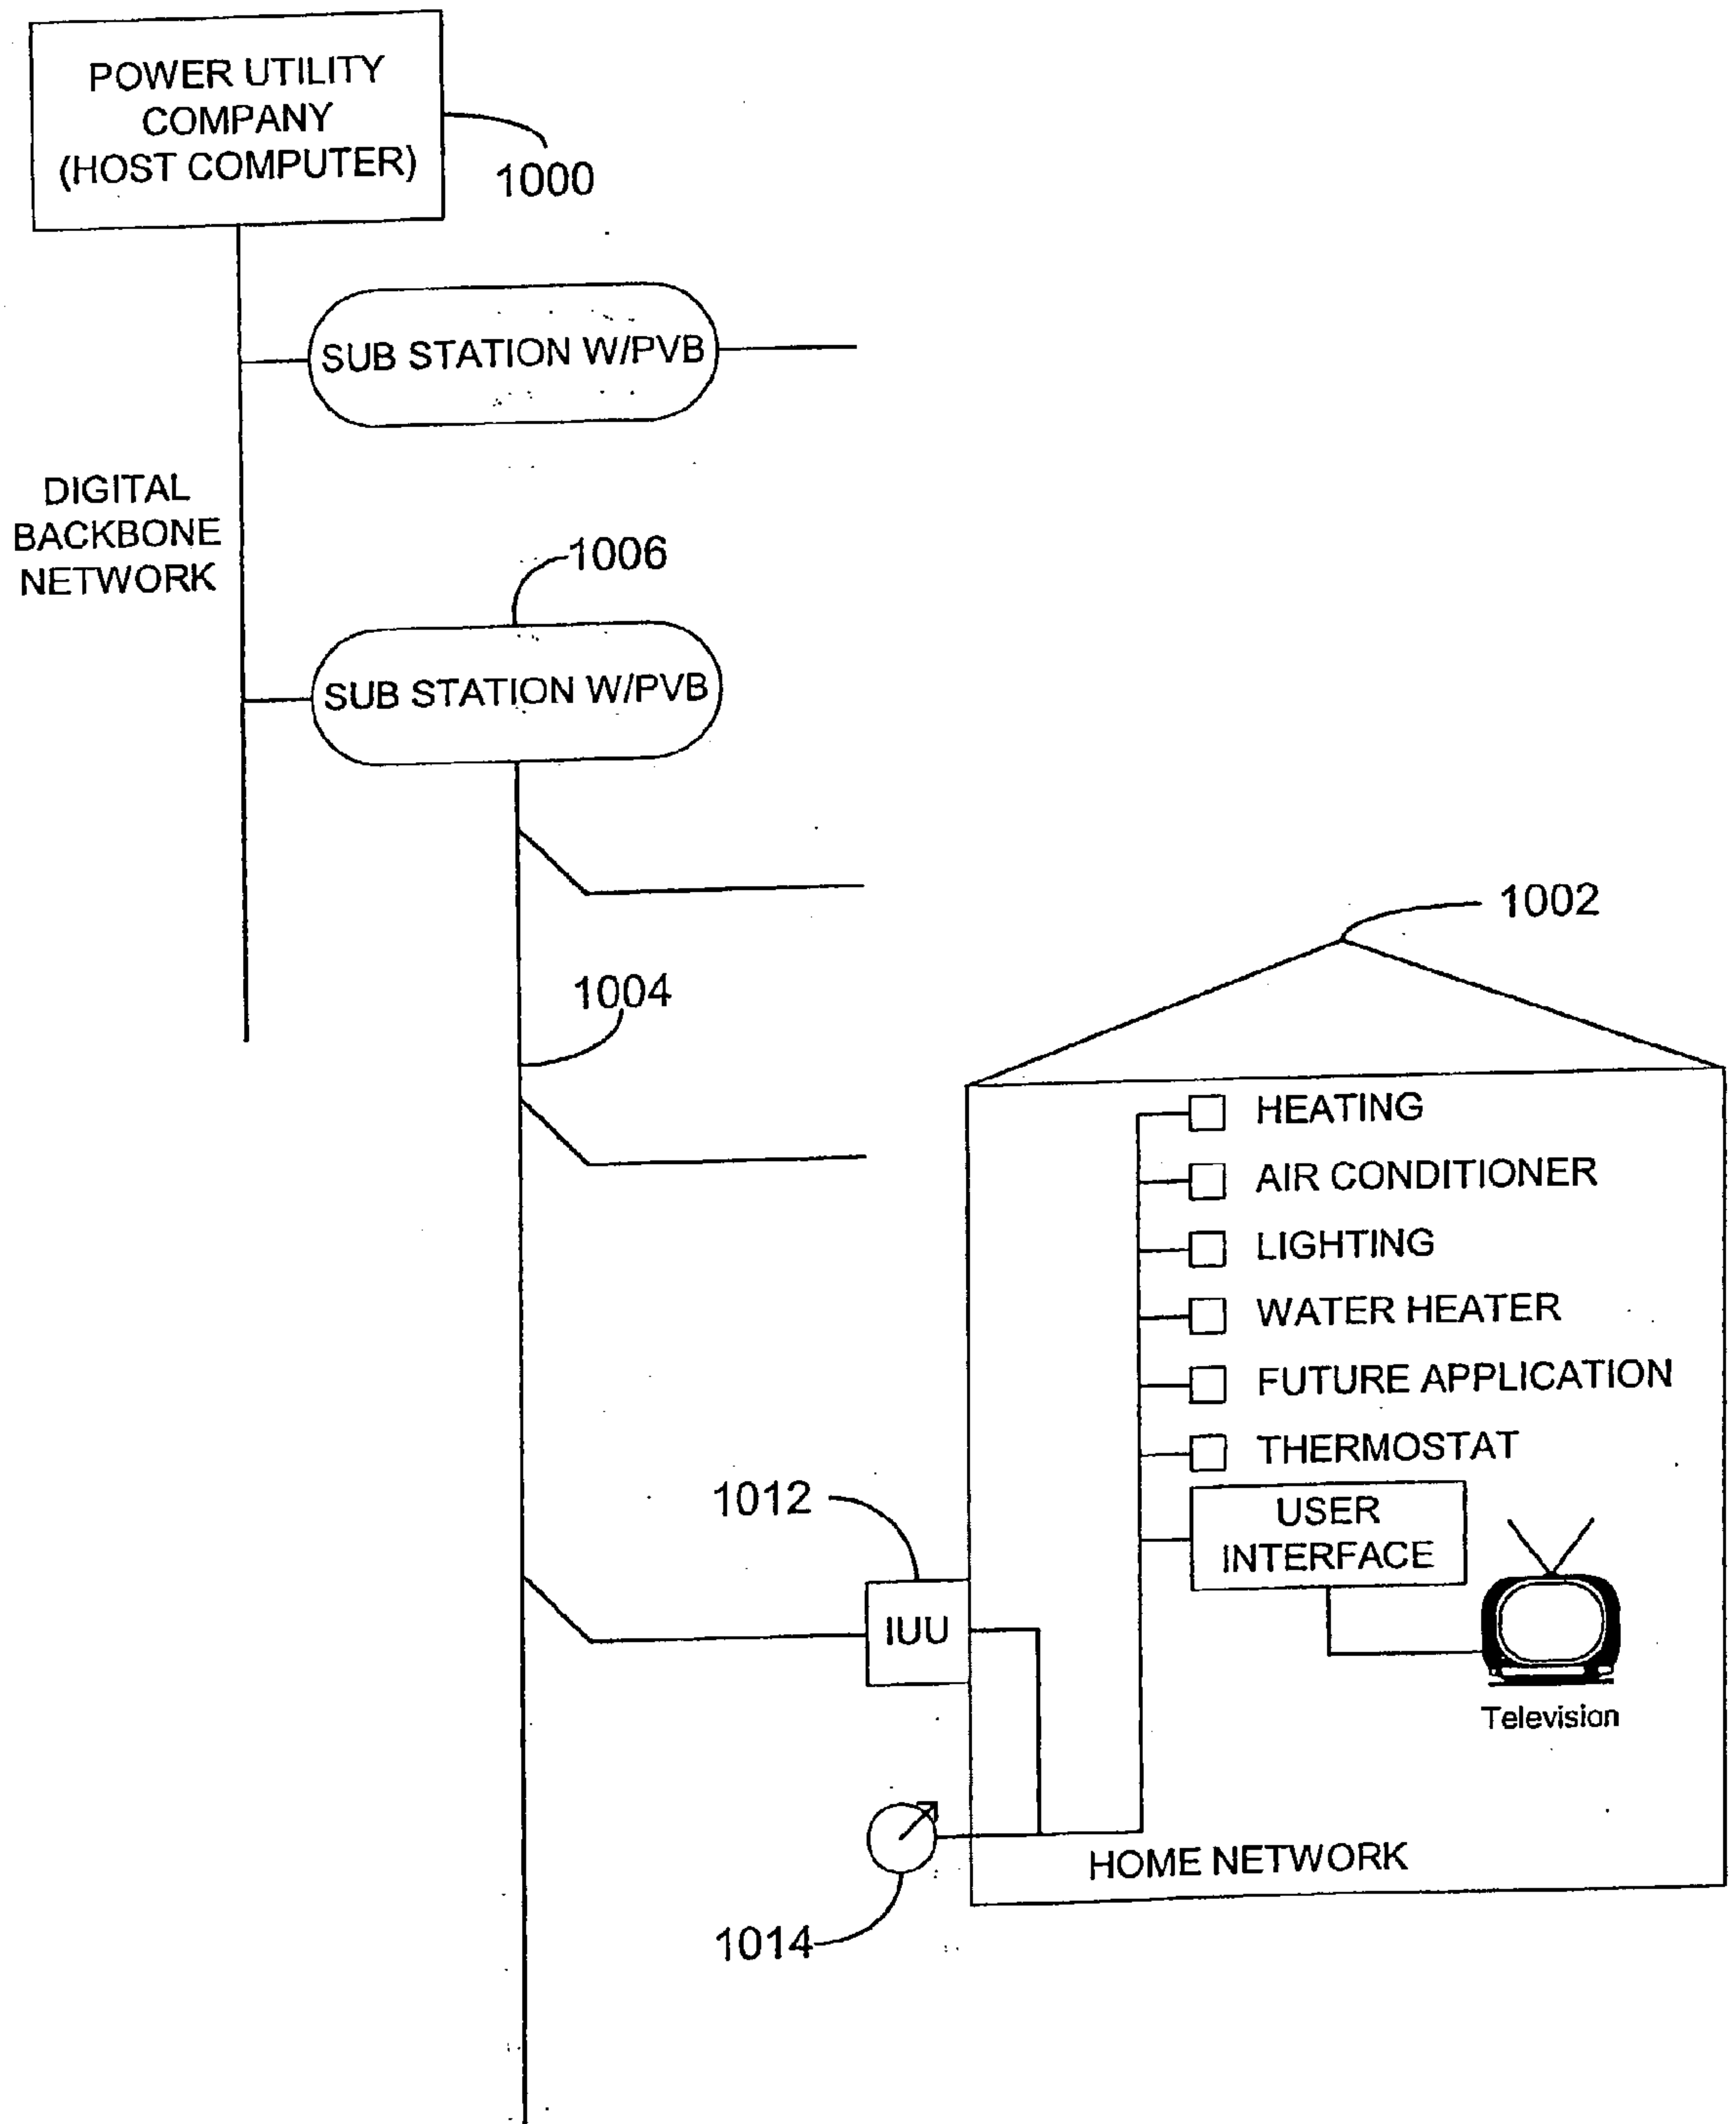 POWER UTILITY
COMPANY
(HOST COMPUTER)
1000
SUB STATION W/PVB
DIGITAL
BACKBONE
NETWORK
1006
SUB STATION W/PVB
1002
1004
HEATING
AIR CONDITIONER
LIGHTING
WATER HEATER
FUTURE APPLICATION
THERMOSTAT
1012
USER
INTERFACE
IUU
Television
HOME NETWORK
1014